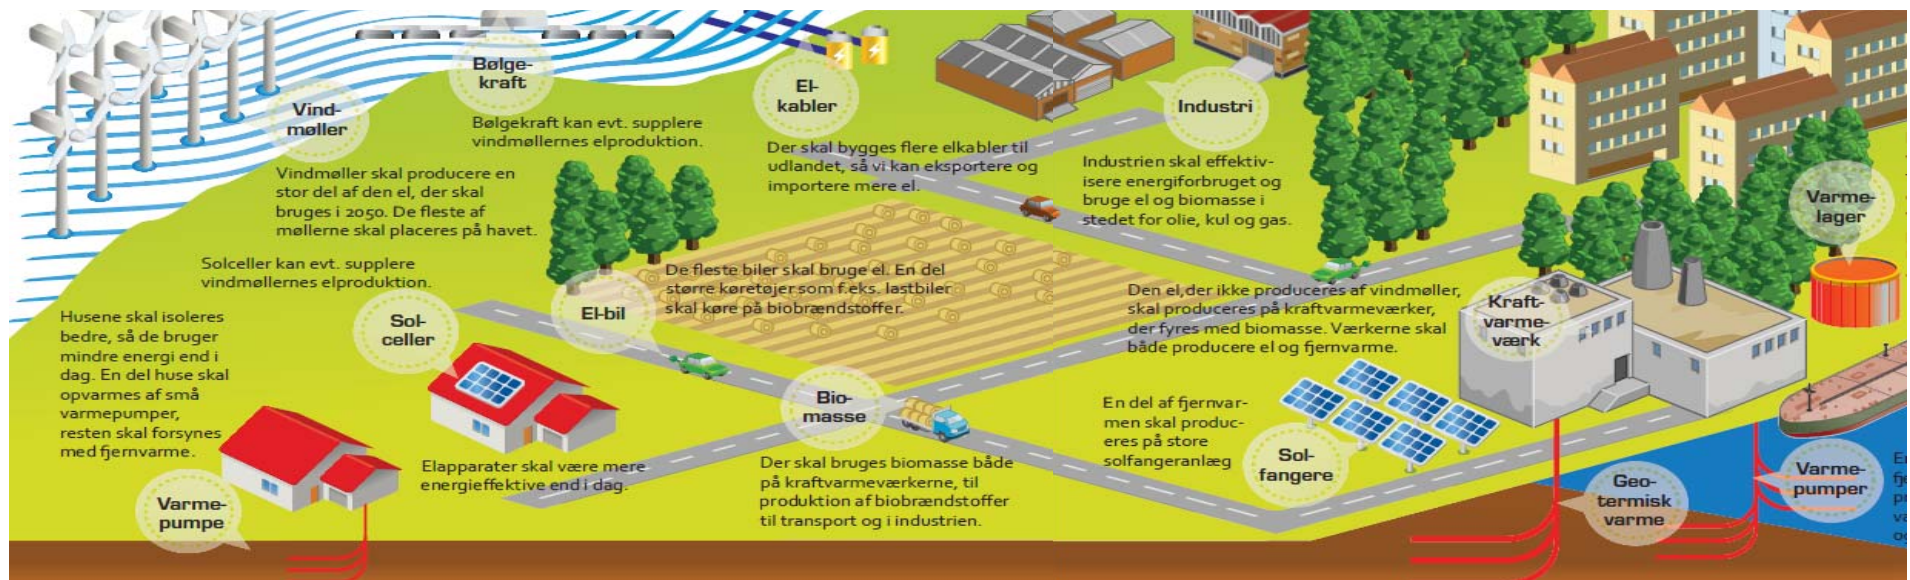 Bølge-
kraft
Bølgekraft kan evt. supplere
vindmøllernes elproduktion.
Vind-
møller
Vindmøller skal producere en
stor del af den el, der skal
bruges i 2050. De fleste af
møllerne skal placeres på havet.
El-
kabler
Der skal bygges flere elkabler til
udlandet, så vi kan eksportere og
importere mere el.
Industri
Industrien skal effektiv-
isere energiforbruget og
bruge el og biomasse i
stedet for olie, kul og gas.
Varme-
lager
Solceller kan evt. supplere
vindmøllernes elproduktion.
Sol-
celler
El-bil
De fleste biler skal bruge el. En del
større køretøjer som f.eks. lastbiler
skal køre på biobrændstoffer.
Den el,der ikke produceres af vindmøller,
skal produceres på kraftvarmeværker,
der fyres med biomasse. Værkerne skal
både producere el og fjernvarme.
Kraft-
varme-
værk
Husene skal isoleres
bedre, så de bruger
mindre energi end i
dag. En del huse skal
opvarmes af små
varmepumper,
resten skal forsynes
med fjernvarme.
Varme-
pumpe
Elapparater skal være mere
energieffektive end i dag.
Bio-
masse
Der skal bruges biomasse både
på kraftvarmeværkerne, til
produktion af biobrændstoffer
til transport og i industrien.
En del af fjernvar-
men skal produc-
eres på store
solfangeranlæg
Sol-
fangere
Geo-
termisk
varme
Varme-
pumper